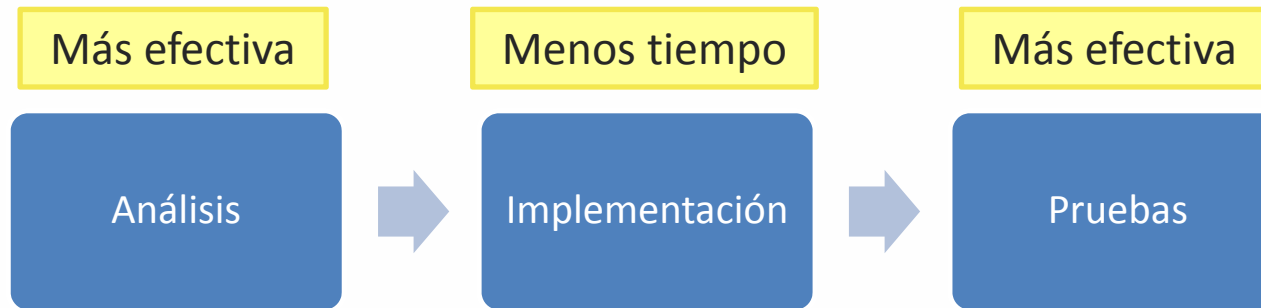 Más efectiva
Menos tiempo
Más efectiva
Análisis
Implementación
Pruebas